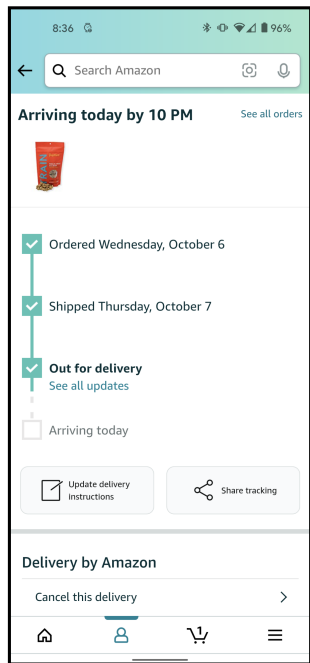 8:36
96%
Search Amazon
Arriving today by 10 PM
See all orders
TRAIN
Ordered Wednesday, October 6
Shipped Thursday, October 7
Out for delivery
See all updates
Arriving today
Update delivery
instructions
Share tracking
Delivery by Amazon
Cancel this delivery
1